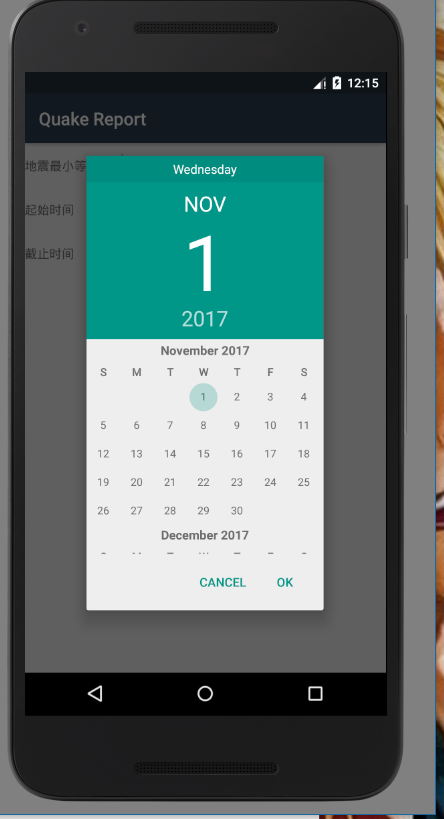 12:15
Quake Report
地震最小等
起始时间
截止时间
Wednesday
NOV
1
2017
November 2017
S M T W T F S
1 2 3 4
5 6 7 8 9 10 11
12 13 14 15 16 17 18
19 20 21 22 23 24 25
26 27 28 29 30
December 2017
CANCEL OK